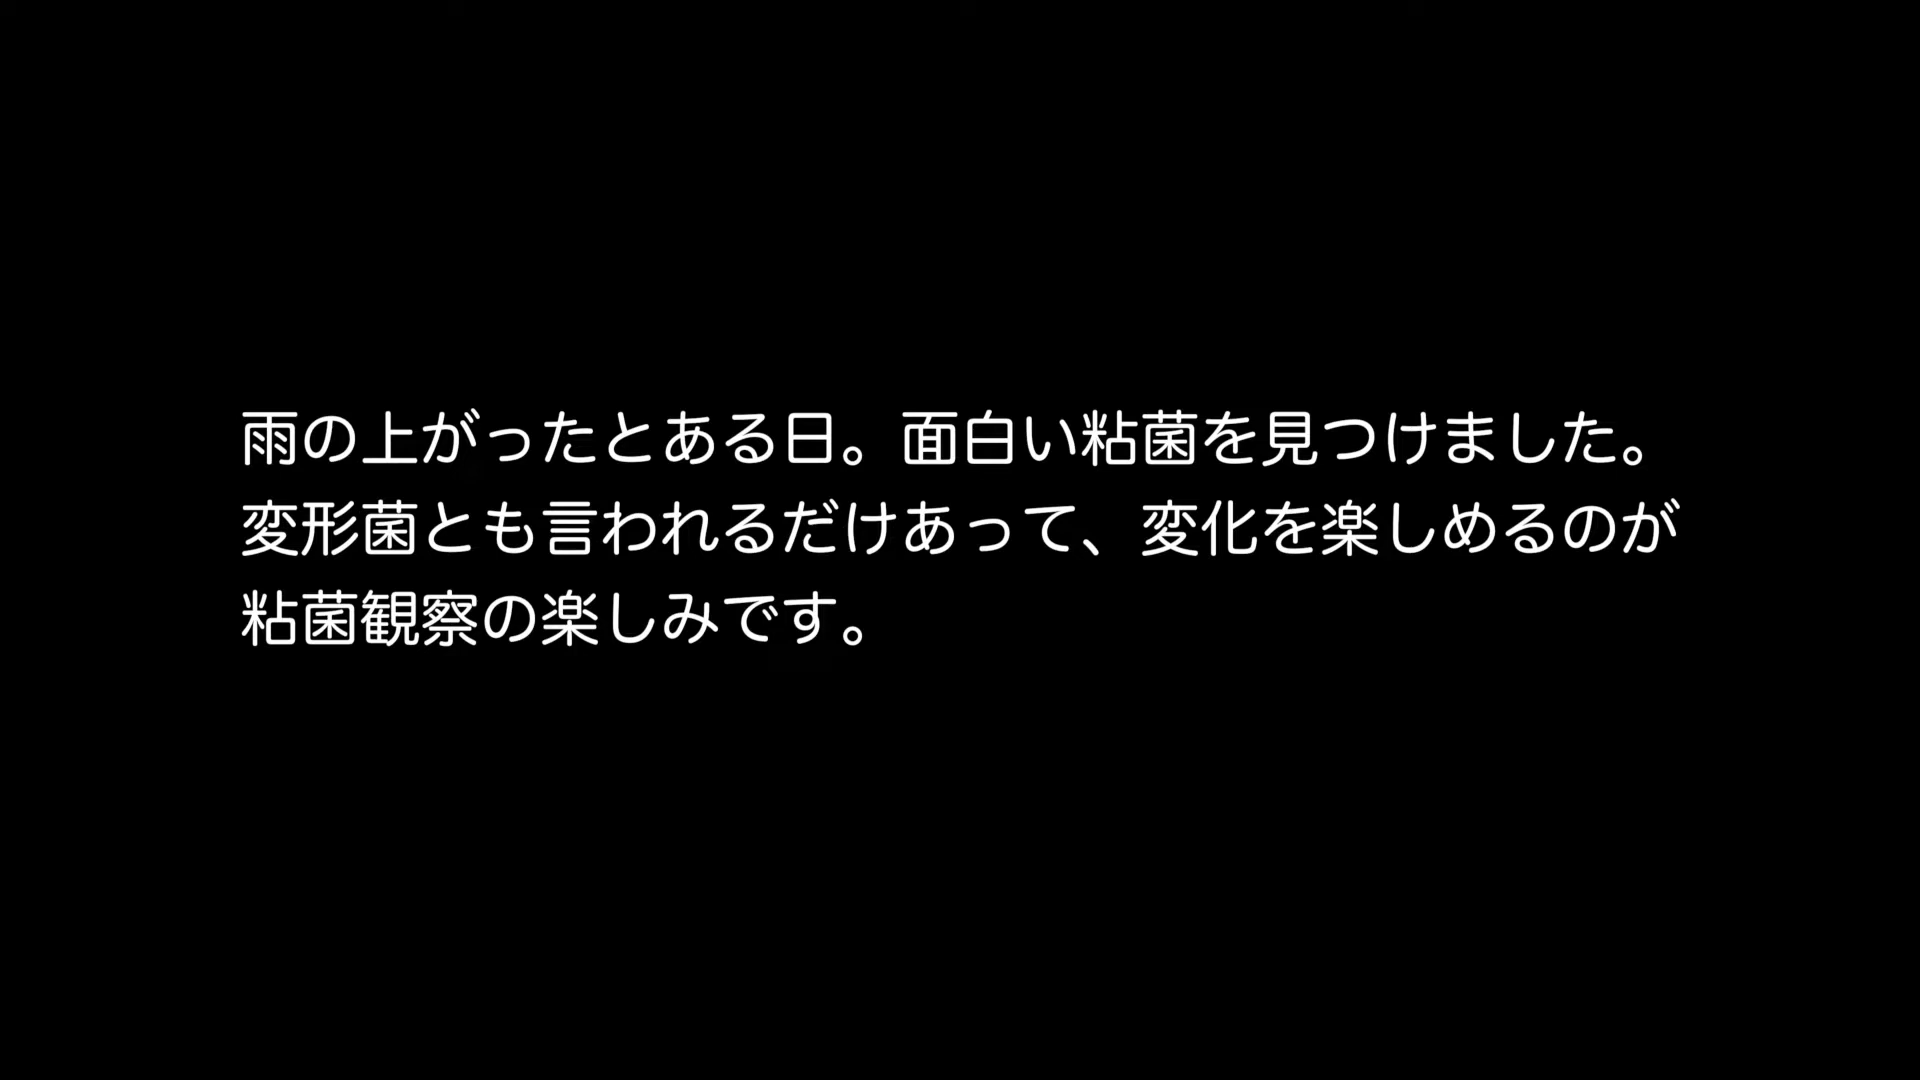 雨の上がったとある日。面白い粘菌を見つけました。
変形菌とも言われるだけあって、変化を楽しめるのが
粘菌観察の楽しみです。